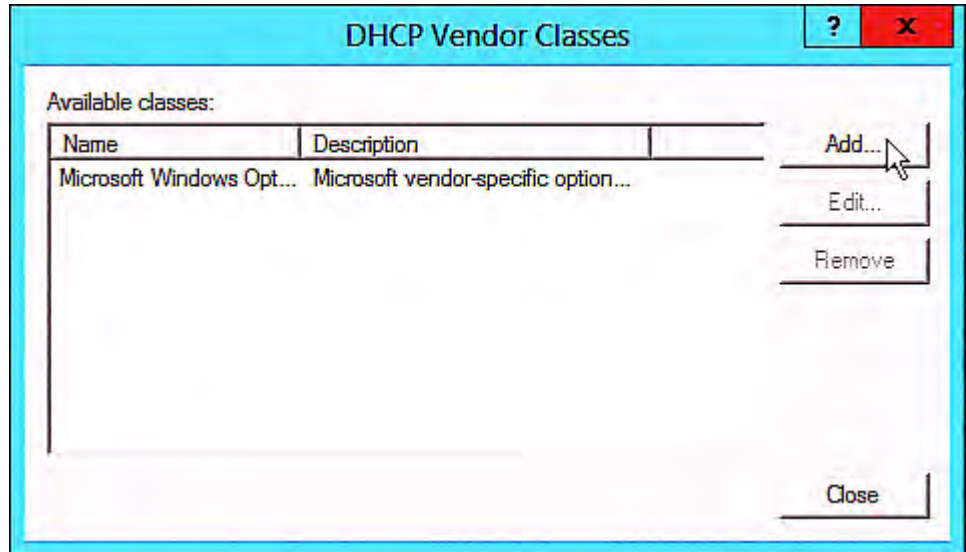 DHCP Vendor Classes
? x
Available classes:
Name Description
Add...
Microsoft Windows Opt... Microsoft vendor-specific option...
Edit...
Remove
Close